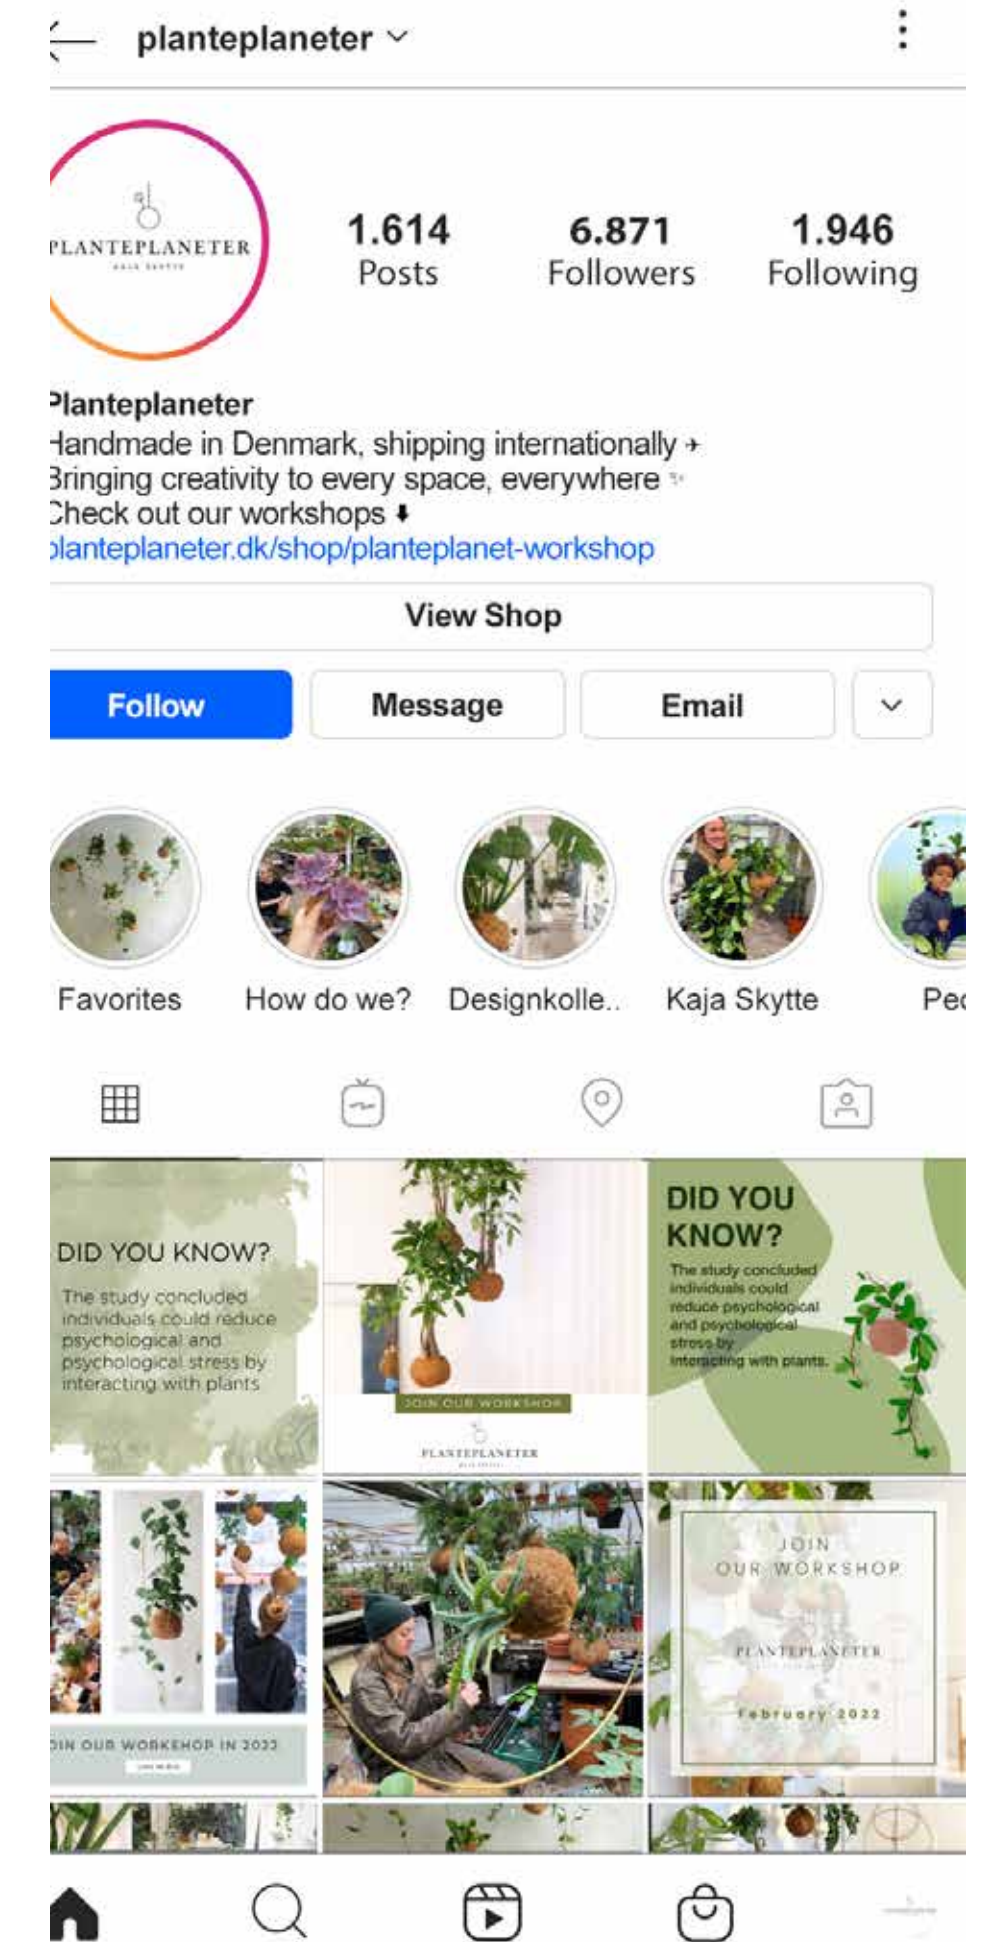 planteplaneter
PLANTEPLANETER
1.614
6.871
1.946
Posts
Followers
Following
Planteplaneter
Handmade in Denmark, shipping internationally ✈
Bringing creativity to every space, everywhere ✨
Check out our workshops ⬇
planteplaneter.dk/shop/planteplanet-workshop
View Shop
Follow
Message
Email
Favorites
How do we?
Designkolle..
Kaja Skytte
Peo
DID YOU KNOW?
The study concluded
individuals could reduce
psychological and
psychological stress by
interacting with plants
JOIN OUR WORKSHOP
PLANTEPLANETER
DID YOU
KNOW?
The study concluded
individuals could
reduce psychological
and psychological
stress by
interacting with plants.
OIN OUR WORKSHOP IN 2022
JOIN
OUR WORKSHOP
PLANTEPLANETER
February 2022